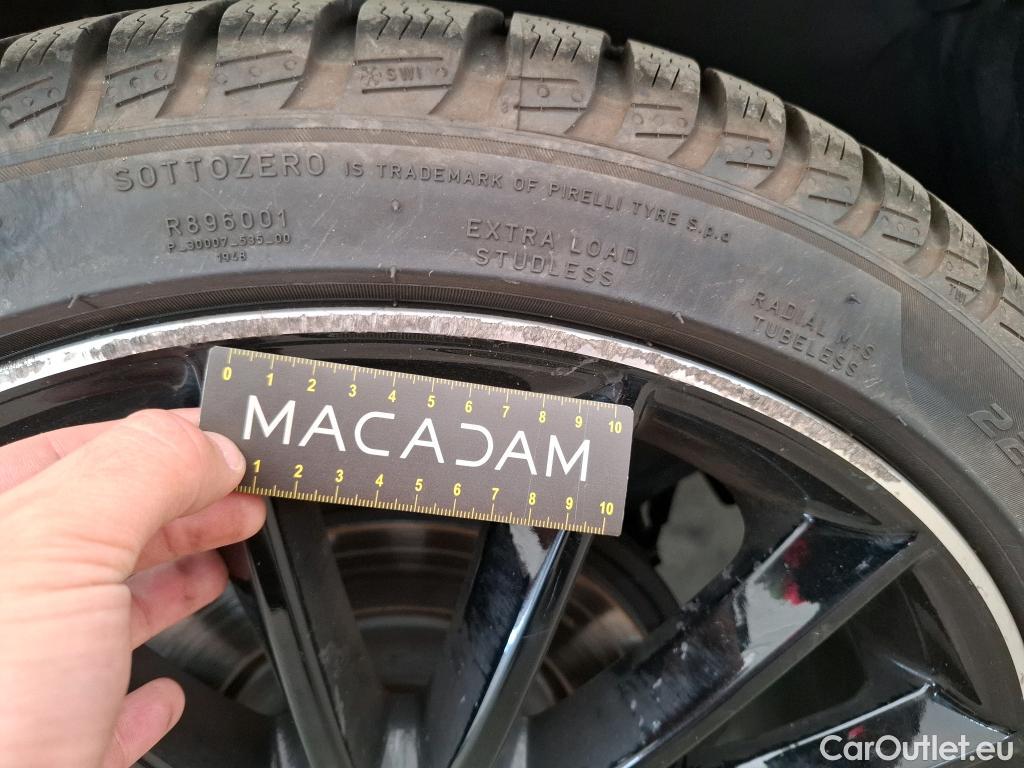 SWI
SOTTOZERO IS TRADEMARK OF PIRELLI TYRE S.p.A
R896001
P_30007_535_00
1948
EXTRA LOAD
STUDLESS
RADIAL M+S
TUBELESS
TWI
0 1 2 3 4 5 6 7 8 9 10
MACADAM
1 2 3 4 5 6 7 8 9 10
CarOutlet.eu